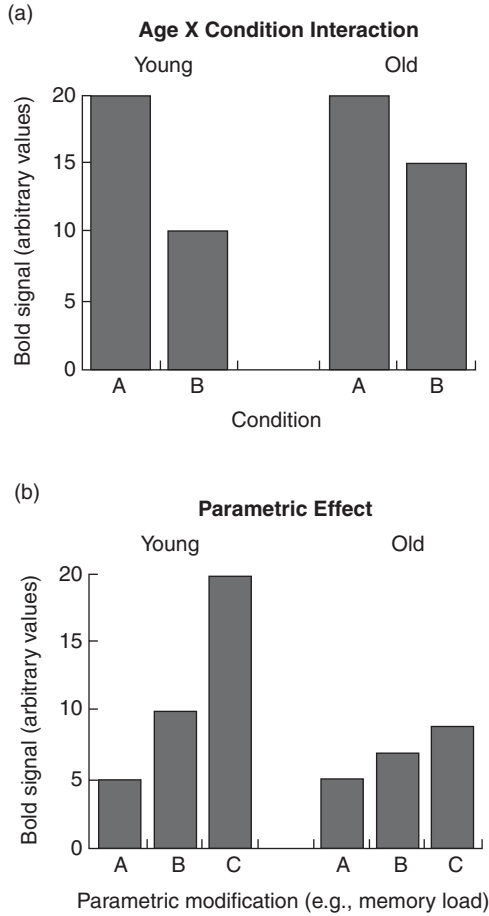 (a)
Age X Condition Interaction
Young Old
Bold signal (arbitrary values)
20
15
10
5
0
A B A B
Condition
(b)
Parametric Effect
Young Old
Bold signal (arbitrary values)
20
15
10
5
0
A B C A B C
Parametric modification (e.g., memory load)